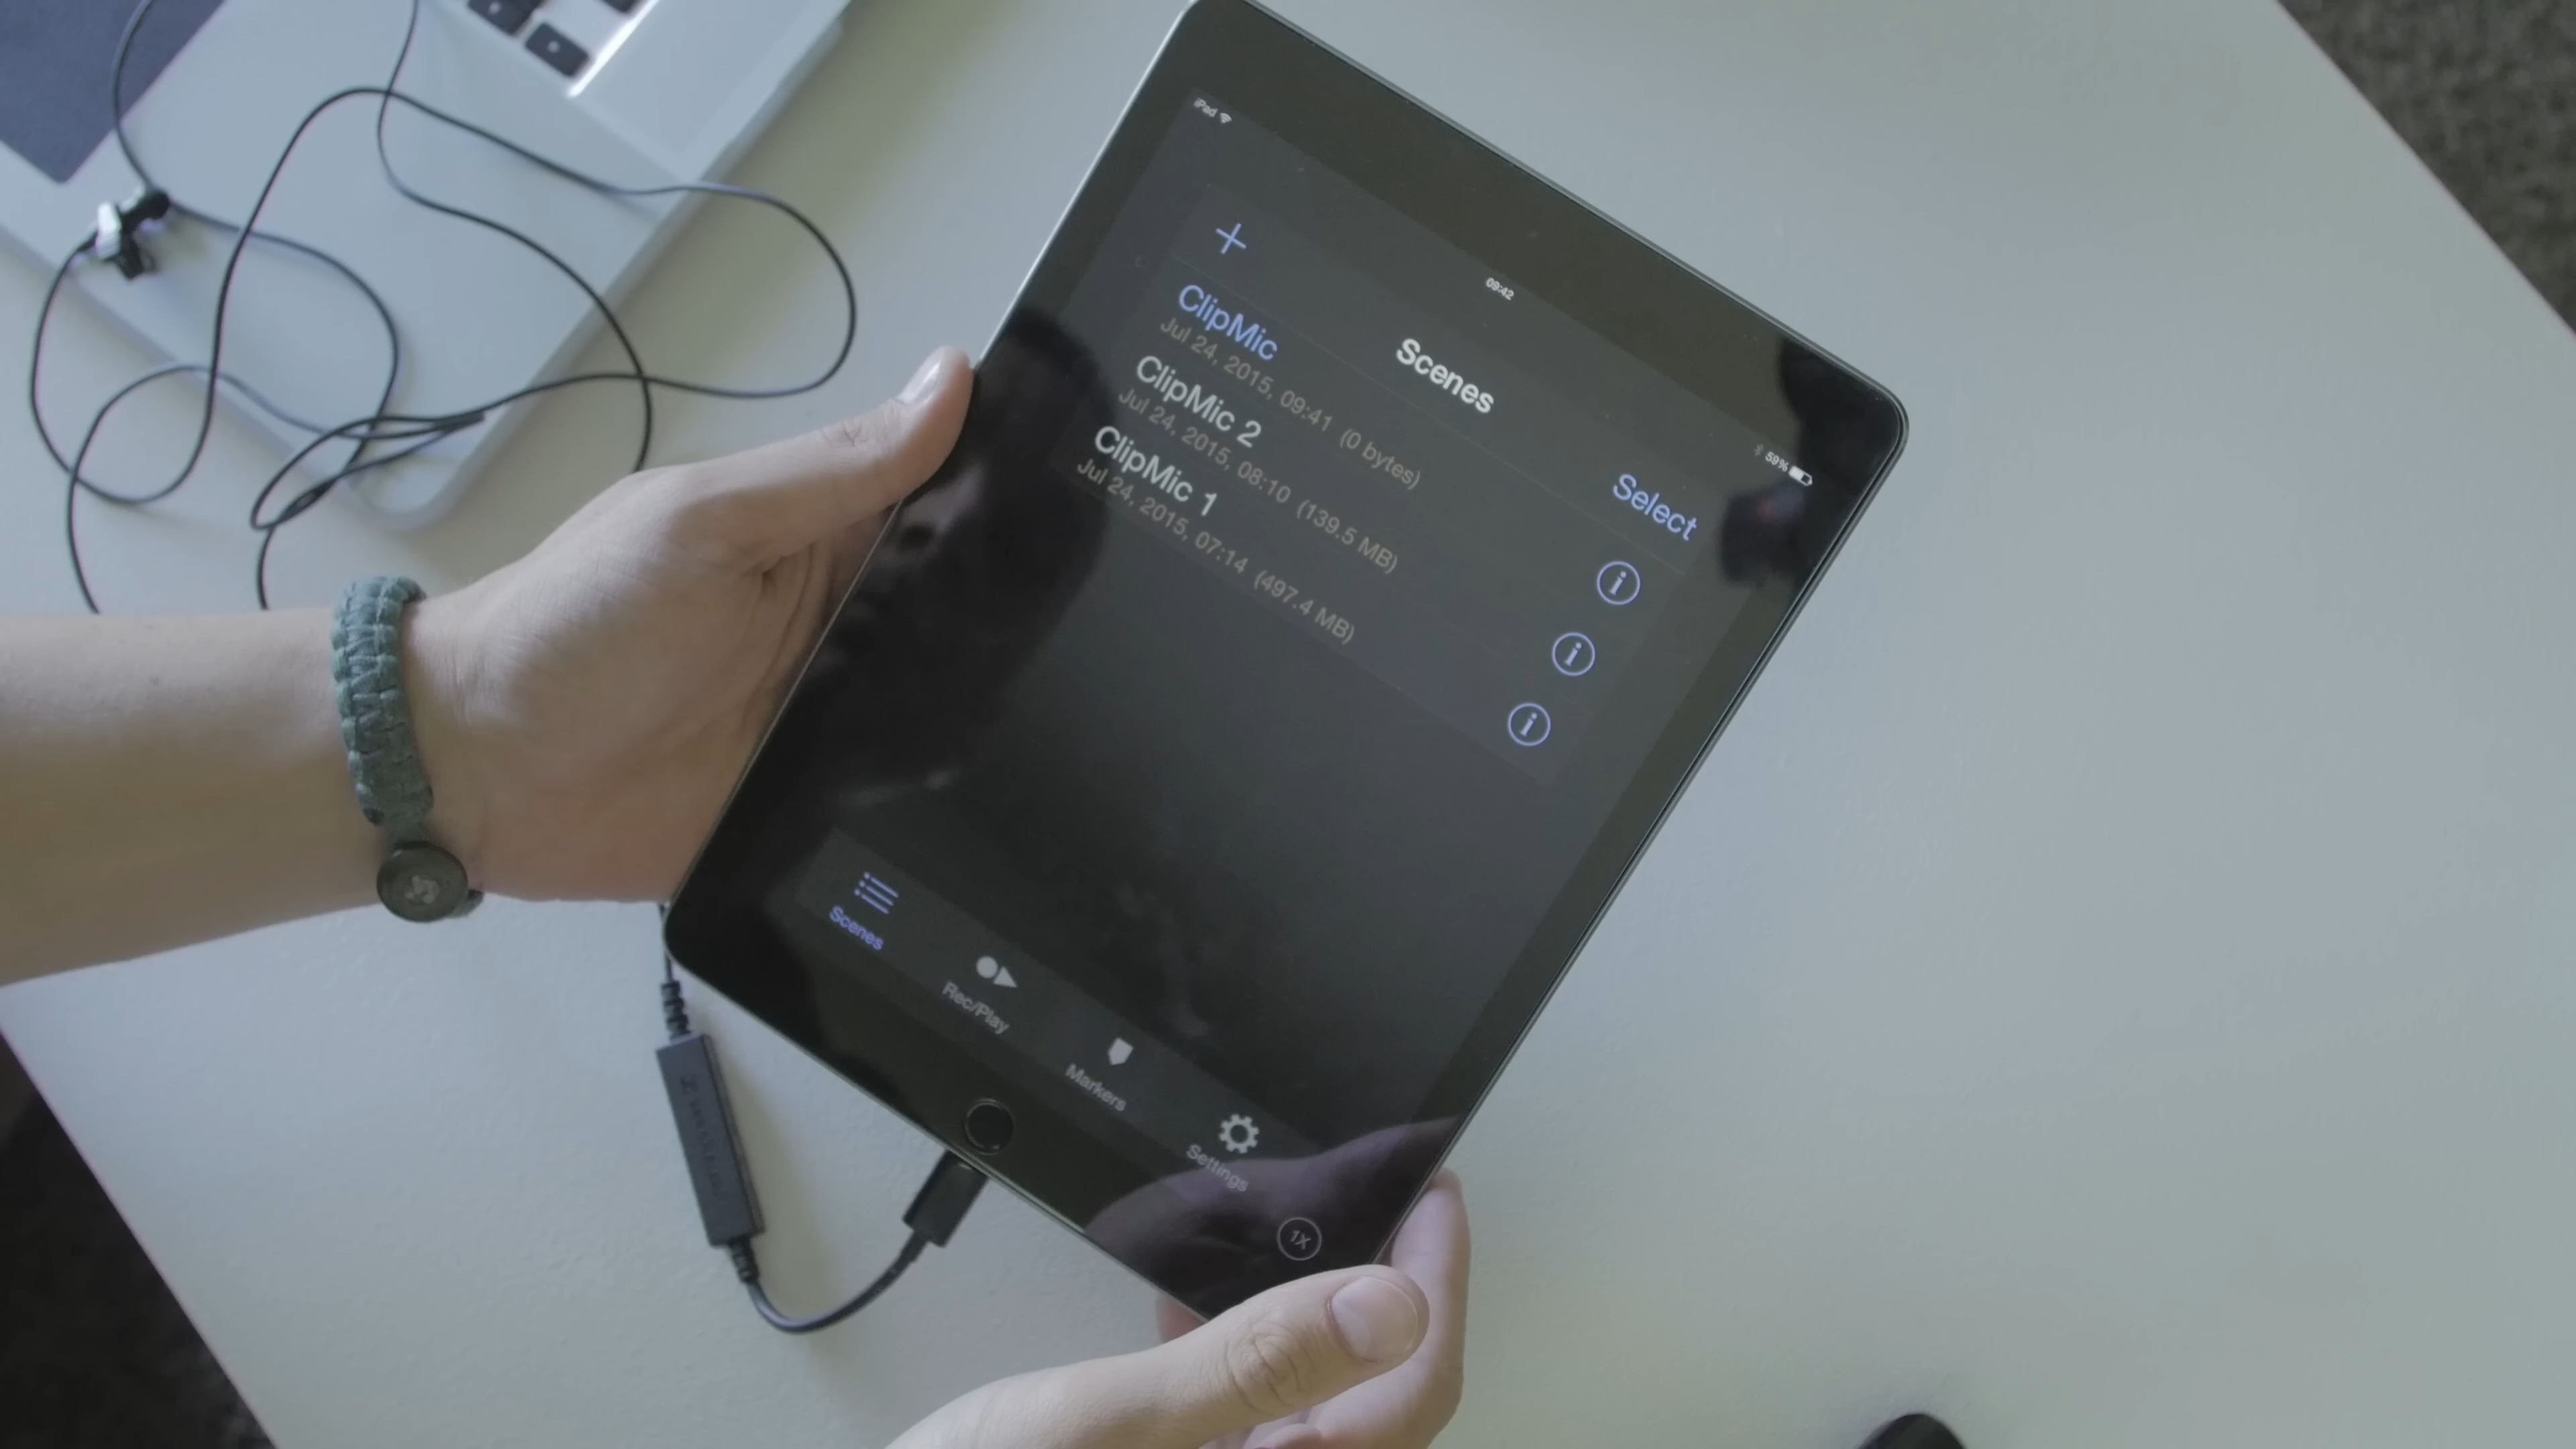 iPad
09:42
59%
Scenes
Select
ClipMic
Jul 24, 2015, 09:41 (0 bytes)
ClipMic 2
Jul 24, 2015, 08:10 (139.5 MB)
ClipMic 1
Jul 24, 2015, 07:14 (497.4 MB)
Scenes
Rec/Play
Markers
Settings
1X